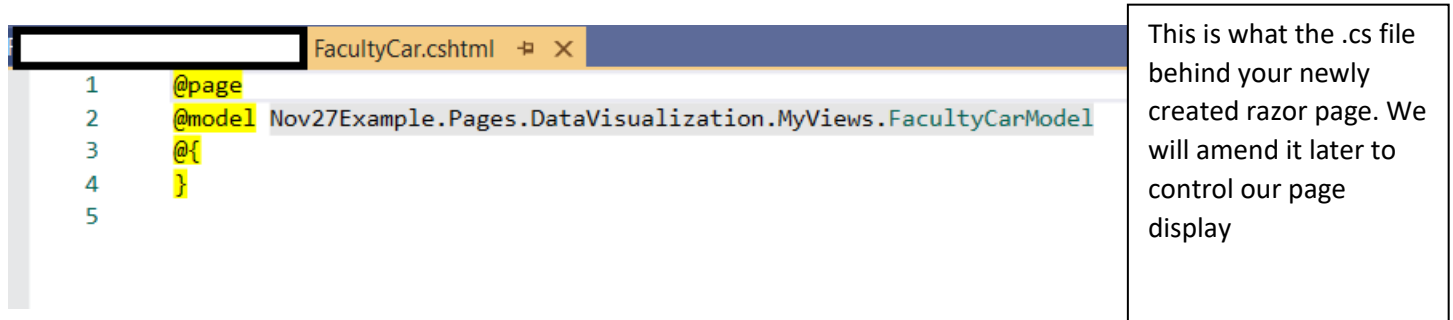 FacultyCar.cshtml
1 @page
2 @model Nov27Example.Pages.DataVisualization.MyViews.FacultyCarModel
3 @{
4 }
5
This is what the .cs file
behind your newly
created razor page. We
will amend it later to
control our page
display